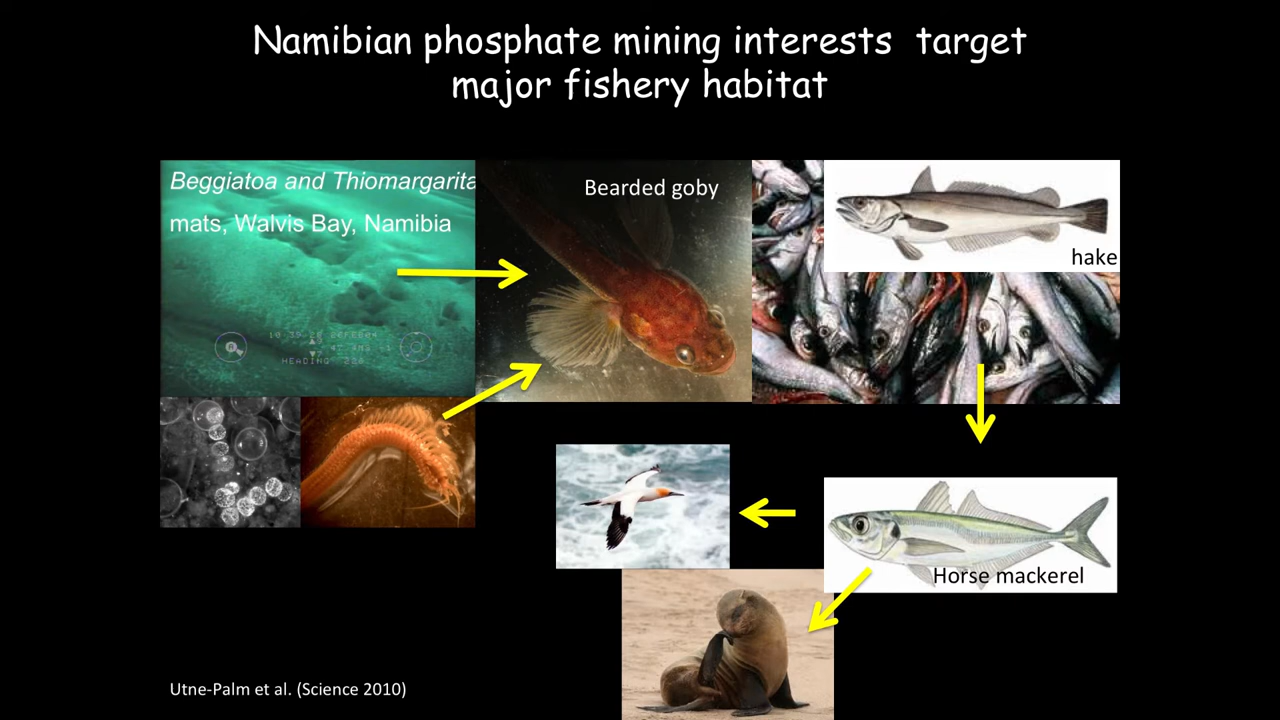 Namibian phosphate mining interests  target
major fishery habitat
Beggiatoa and Thiomargarita
mats, Walvis Bay, Namibia
HEADING
Bearded goby
hake
Horse mackerel
Utne-Palm et al. (Science 2010)